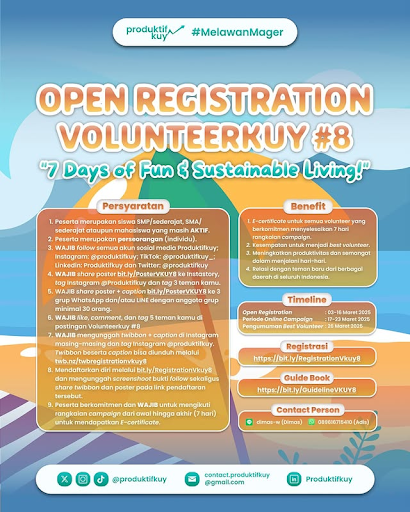 produktif
kuy
#MelawanMager
OPEN REGISTRATION
VOLUNTEERKUY #8
"7 Days of Fun & Sustainable Living!"
Persyaratan
1. Peserta merupakan siswa SMP/sederajat, SMA/
sederajat ataupun mahasiswa yang masih AKTIF.
2. Peserta merupakan perseorangan (individu).
3. WAJIB follow semua akun sosial media Produktifkuy;
Instagram: @produktifkuy; TikTok: @produktifkuy_;
Linkedin: Produktifkuy dan Twitter: @produktifkuy.
4. WAJIB share poster bit.ly/PosterVKUY8 ke Instastory,
tag Instagram @Produktifkuy dan tag 3 teman kamu.
5. WAJIB share poster + caption bit.ly/posterVKUY8 ke 3
grup WhatsApp dan/atau LINE dengan anggota grup
minimal 30 orang.
6. WAJIB like, comment, dan tag 5 teman kamu di
postingan Volunteerkuy #8
7. WAJIB mengunggah twibbon + caption di instagram
masing-masing dan tag Instagram @produktifkuy.
Twibbon beserta caption bisa diunduh melalui
twb.nz/twbregistrationvkuy8
8. Mendaftarkan diri melalui bit.ly/RegistrationVkuy8
dan mengunggah screenshoot bukti follow sekaligus
share twibbon dan poster pada link pendaftaran
tersebut.
9. Peserta berkomitmen dan WAJIB untuk mengikuti
rangkaian kampanye dari awal hingga akhir (7 hari)
untuk mendapatkan E-certificate.
Benefit
1. E-certificate untuk semua volunteer yang
berkomitmen menyelesaikan 7 hari
rangkaian campaign.
2. Kesempatan untuk menjadi best volunteer.
3. Meningkatkan produktivitas dan semangat
dalam menjalani hari-hari.
4. Relasi dengan teman baru dari berbagai
daerah di seluruh Indonesia.
Timeline
Open Registration : 03-15 Maret 2025
Periode Online Campaign : 17-23 Maret 2025
Pengumuman Best Volunteer : 26 Maret 2025
Registrasi
https://bit.ly/RegistrationVkuy8
Guide Book
https://bit.ly/GuidelineVKUY8
Contact Person
dimas-w (Dimas)
(Adis)
@produktifkuy
contact.produktifkuy
@gmail.com
Produktifkuy